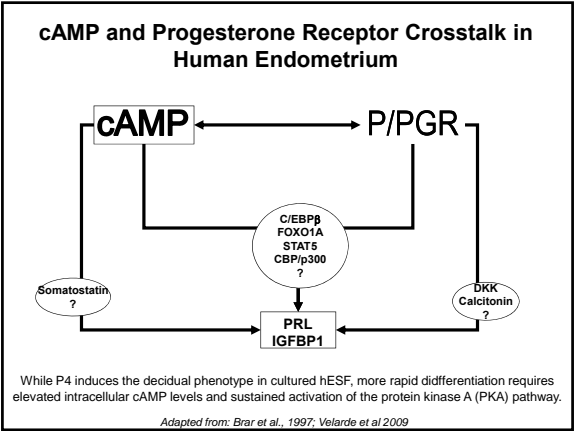 cAMP and Progesterone Receptor Crosstalk in
Human Endometrium
cAMP
P/PGR
C/EBPβ
FOXO1A
STAT5
CBP/p300
?
Somatostatin
?
DKK
Calcitonin
?
PRL
IGFBP1
While P4 induces the decidual phenotype in cultured hESF, more rapid didfferentiation requires
elevated intracellular cAMP levels and sustained activation of the protein kinase A (PKA) pathway.
Adapted from: Brar et al., 1997; Velarde et al 2009